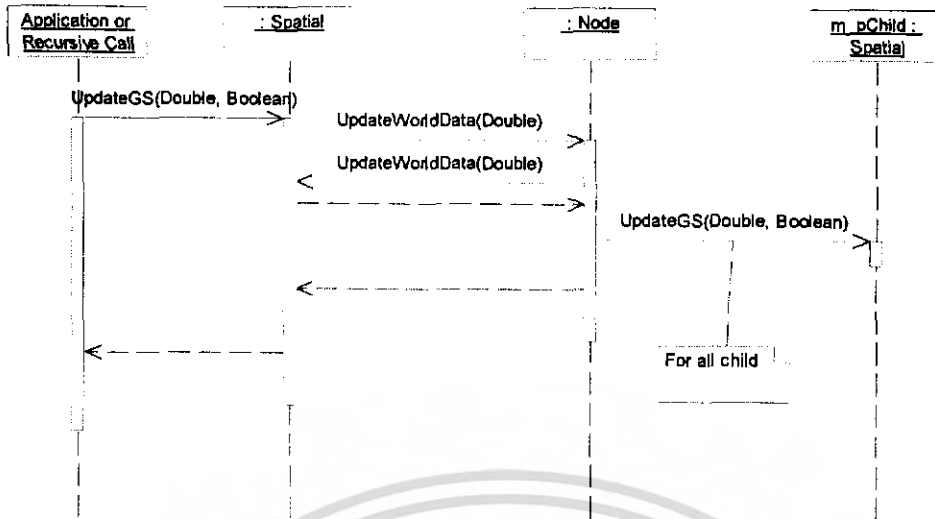 Application or
Recursive Call
: Spatial
: Node
m_pChild :
Spatial
UpdateGS(Double, Boolean)
UpdateWorldData(Double)
UpdateWorldData(Double)
UpdateGS(Double, Boolean)
For all child